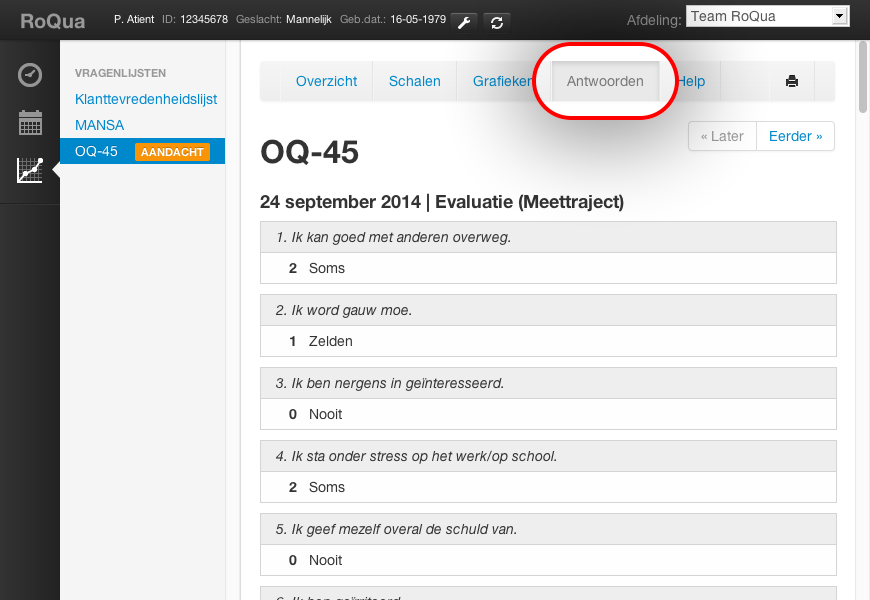 RoQua P. Atient ID: 12345678 Geslacht: Mannelijk Geb.dat.: 16-05-1979 Afdeling: Team RoQua
VRAGENLIJSTEN
Klanttevredenheidslijst
MANSA
OQ-45 AANDACHT
Overzicht Schalen Grafieken Antwoorden Help
« Later Eerder »
OQ-45
24 september 2014 | Evaluatie (Meettraject)
1. Ik kan goed met anderen overweg.
2 Soms
2. Ik word gauw moe.
1 Zelden
3. Ik ben nergens in geïnteresseerd.
0 Nooit
4. Ik sta onder stress op het werk/op school.
2 Soms
5. Ik geef mezelf overal de schuld van.
0 Nooit
6. Ik ben geïrriteerd.